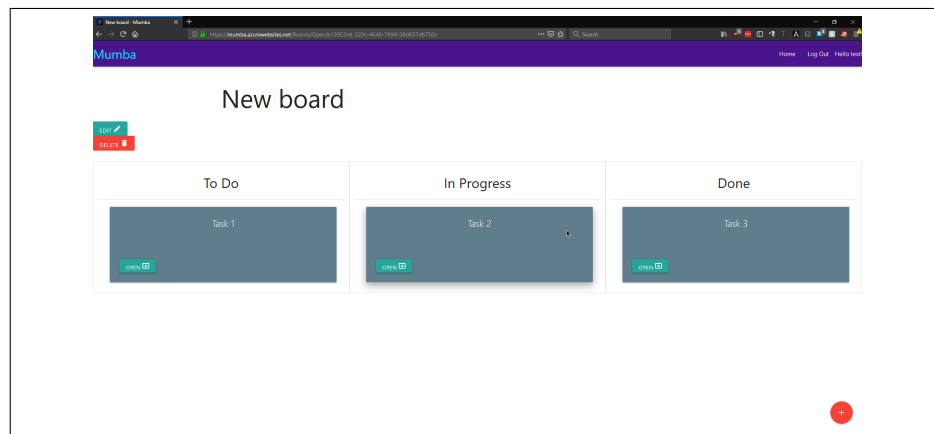 New board - Mumba
https://mumba.azurewebsites.net/Boards/Open/
Search
Mumba
Home Log Out Hello test!
New board
EDIT
DELETE
To Do In Progress Done
Task 1 Task 2 Task 3
OPEN OPEN OPEN
+